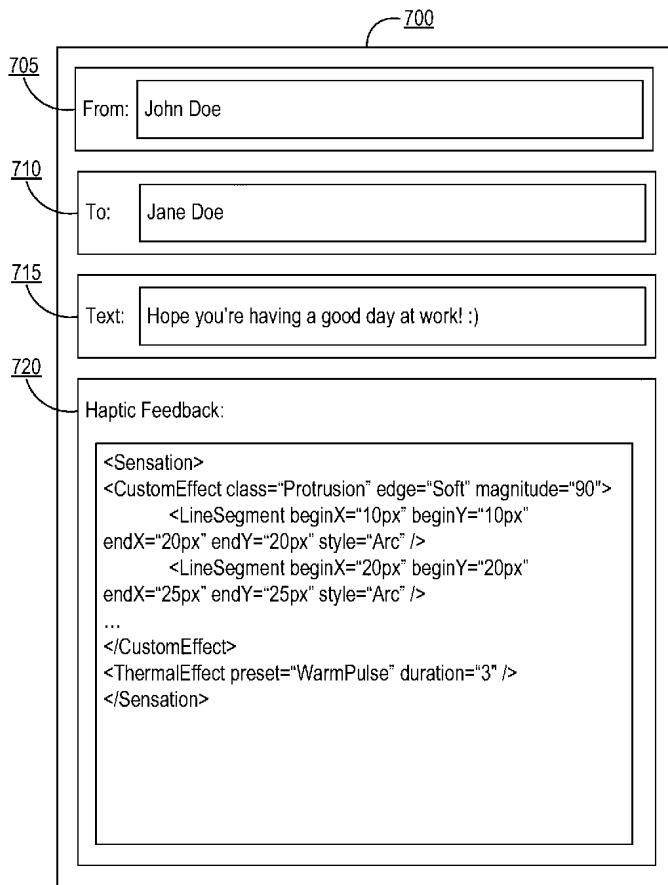 700
705
From: John Doe
710
To: Jane Doe
715
Text: Hope you're having a good day at work! :)
720
Haptic Feedback:
<Sensation>
<CustomEffect class=“Protrusion” edge=“Soft” magnitude=“90”>
<LineSegment beginX=“10px” beginY=“10px”
endX=“20px” endY=“20px” style=“Arc” />
<LineSegment beginX=“20px” beginY=“20px”
endX=“25px” endY=“25px” style=“Arc” />
...
</CustomEffect>
<ThermalEffect preset=“WarmPulse” duration=“3” />
</Sensation>